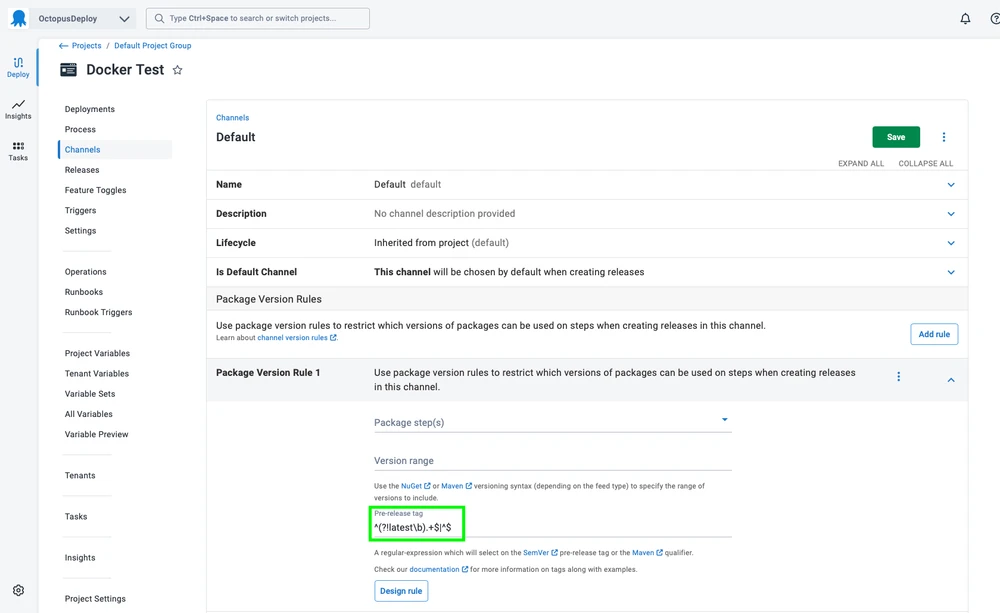 OctopusDeploy
Type Ctrl+Space to search or switch projects...
Projects / Default Project Group
Docker Test
Deploy
Insights
Tasks
Deployments
Process
Channels
Releases
Feature Toggles
Triggers
Settings
Operations
Runbooks
Runbook Triggers
Project Variables
Tenant Variables
Variable Sets
All Variables
Variable Preview
Tenants
Tasks
Insights
Project Settings
Channels
Default
Save
EXPAND ALL COLLAPSE ALL
Name Default default
Description No channel description provided
Lifecycle Inherited from project (default)
Is Default Channel This channel will be chosen by default when creating releases
Package Version Rules
Use package version rules to restrict which versions of packages can be used on steps when creating releases in this channel.
Learn about channel version rules.
Add rule
Package Version Rule 1 Use package version rules to restrict which versions of packages can be used on steps when creating releases
in this channel.
Package step(s)
Version range
Use the NuGet or Maven versioning syntax (depending on the feed type) to specify the range of
versions to include.
Pre-release tag
^(?!latest\b).+$|^$
A regular-expression which will select on the SemVer pre-release tag or the Maven qualifier.
Check our documentation for more information on tags along with examples.
Design rule